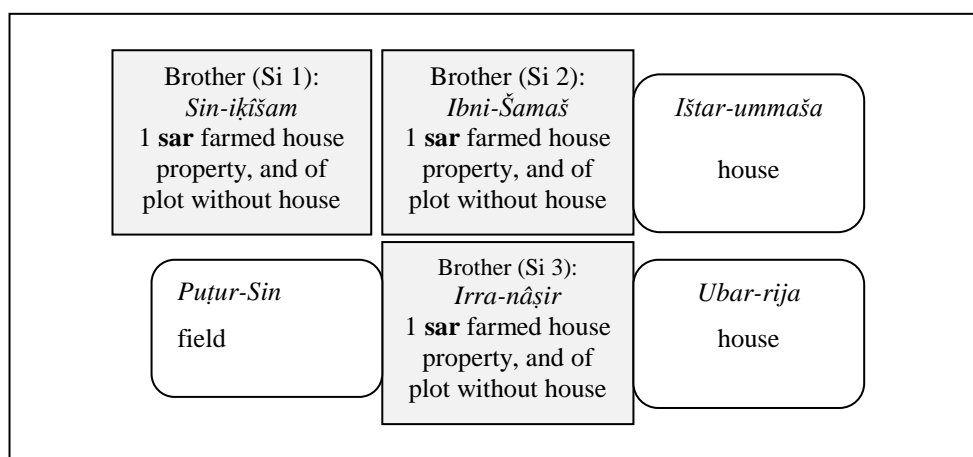 Brother (Si 1):
Sin-iḳîšam
1 sar farmed house
property, and of
plot without house
Brother (Si 2):
Ibni-Šamaš
1 sar farmed house
property, and of
plot without house
Ištar-ummaša
house
Puṭur-Sin
field
Brother (Si 3):
Irra-nâṣir
1 sar farmed house
property, and of
plot without house
Ubar-rija
house